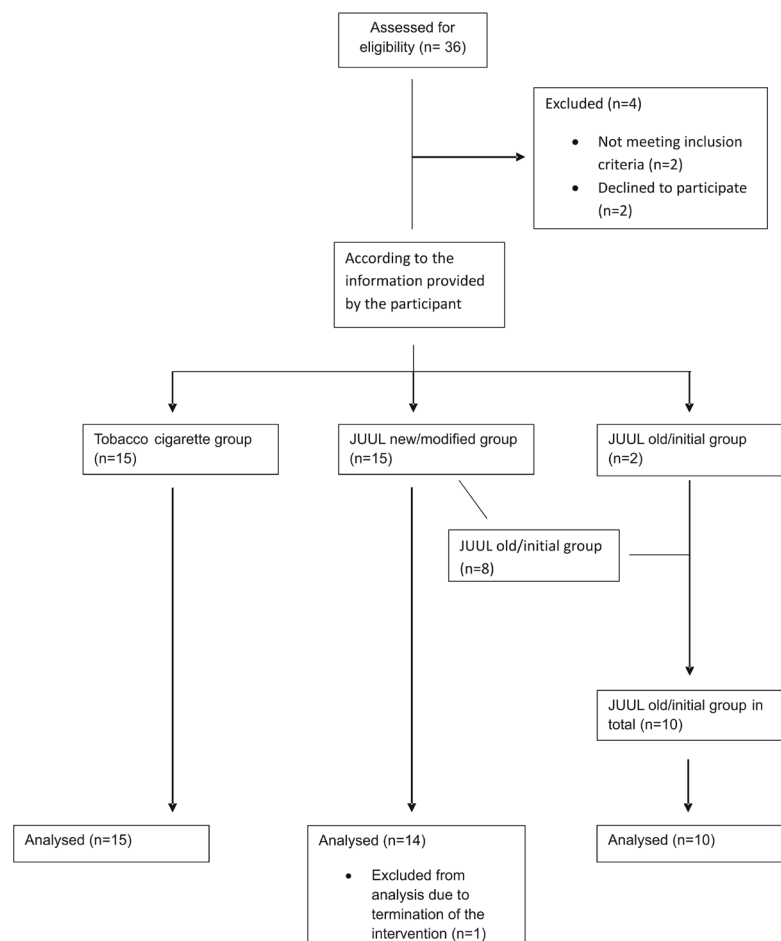 Assessed for
eligibility (n= 36)
Excluded (n=4)
• Not meeting inclusion
criteria (n=2)
• Declined to participate
(n=2)
According to the
information provided
by the participant
Tobacco cigarette group
(n=15)
JUUL new/modified group
(n=15)
JUUL old/initial group
(n=2)
JUUL old/initial group
(n=8)
JUUL old/initial group in
total (n=10)
Analysed (n=15)
Analysed (n=14)
• Excluded from
analysis due to
termination of the
intervention (n=1)
Analysed (n=10)